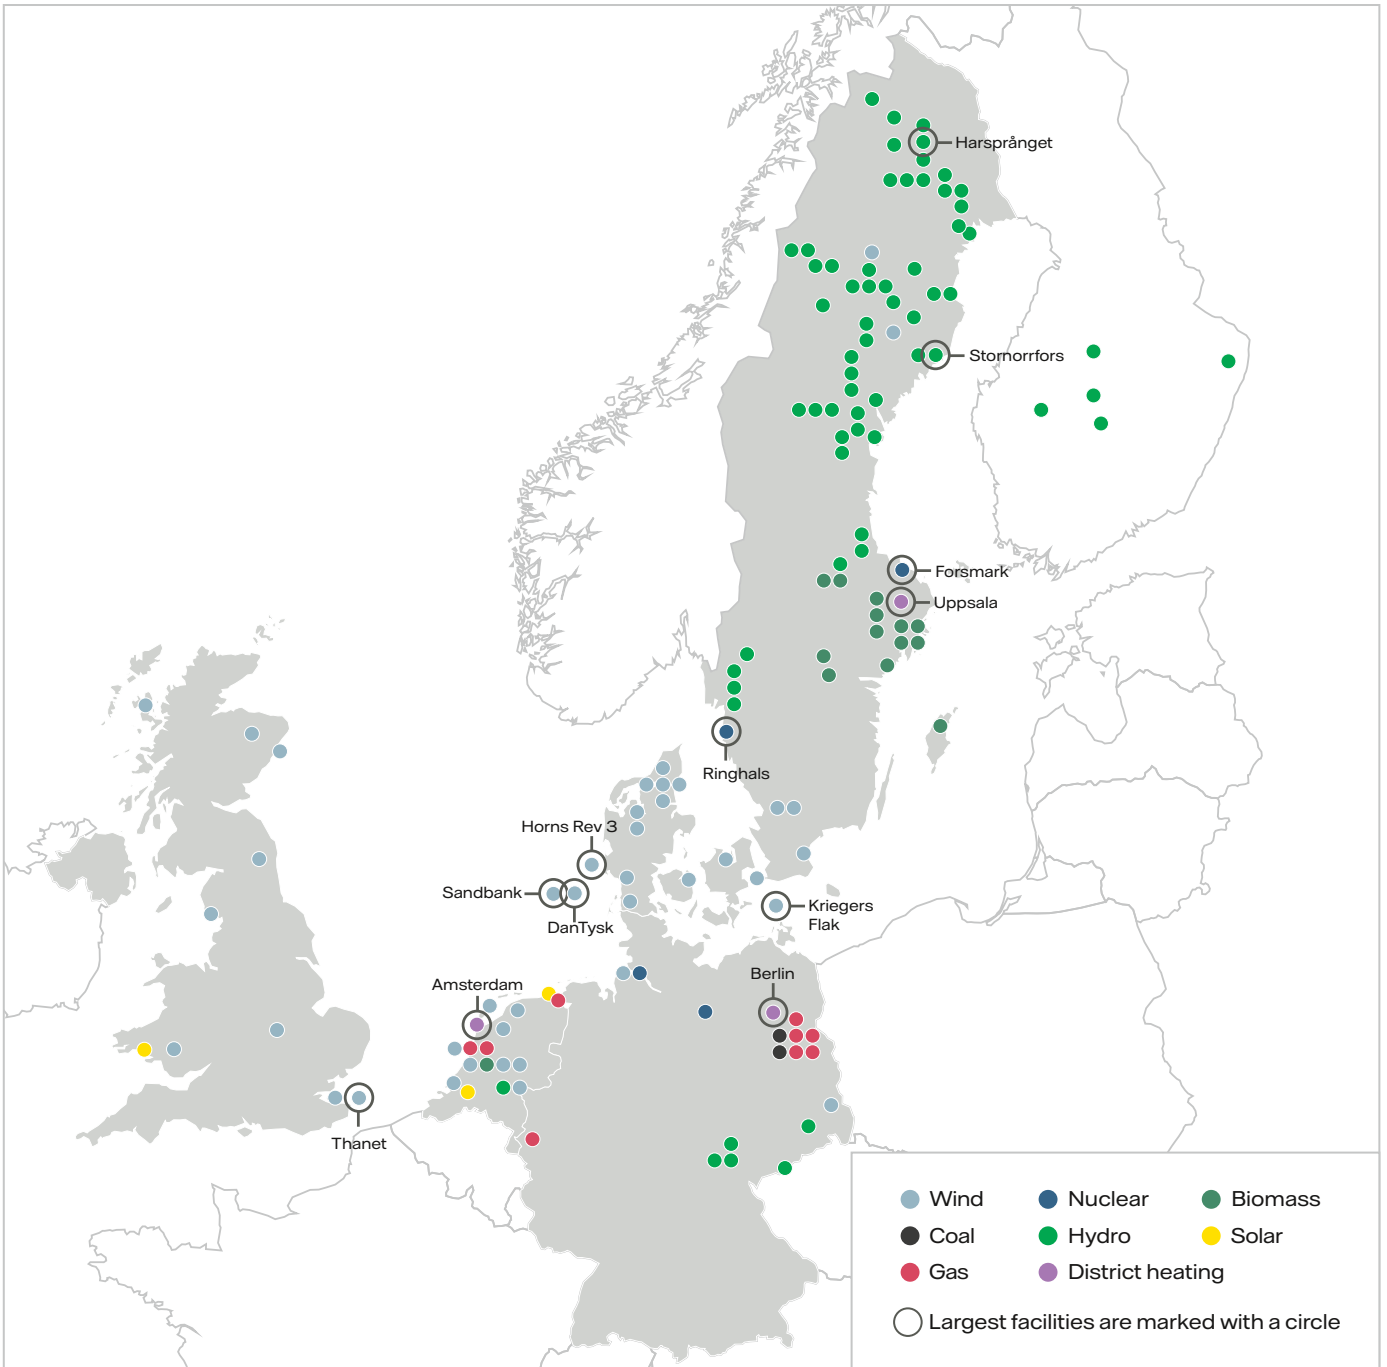 Harsprånget
Stornorrfors
Forsmark
Uppsala
Ringhals
Horns Rev 3
Sandbank
DanTysk
Kriegers
Flak
Amsterdam
Berlin
Thanet
Wind
Nuclear
Biomass
Coal
Hydro
Solar
Gas
District heating
Largest facilities are marked with a circle